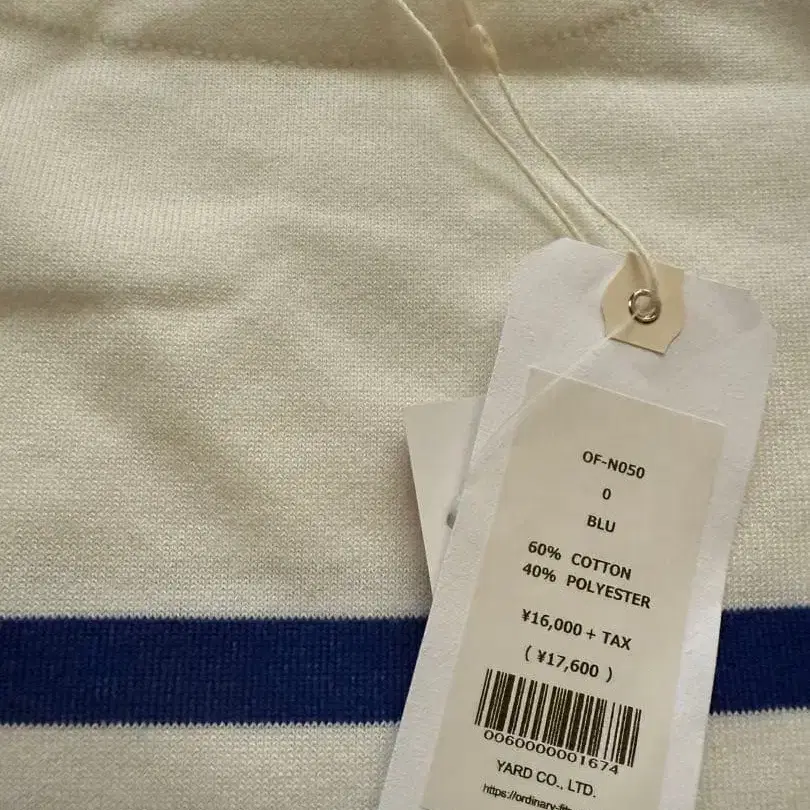 OF-N050
0
BLU
60% COTTON
40% POLYESTER
¥16,000 + TAX
( ¥17,600 )
0060000001674
YARD CO., LTD.